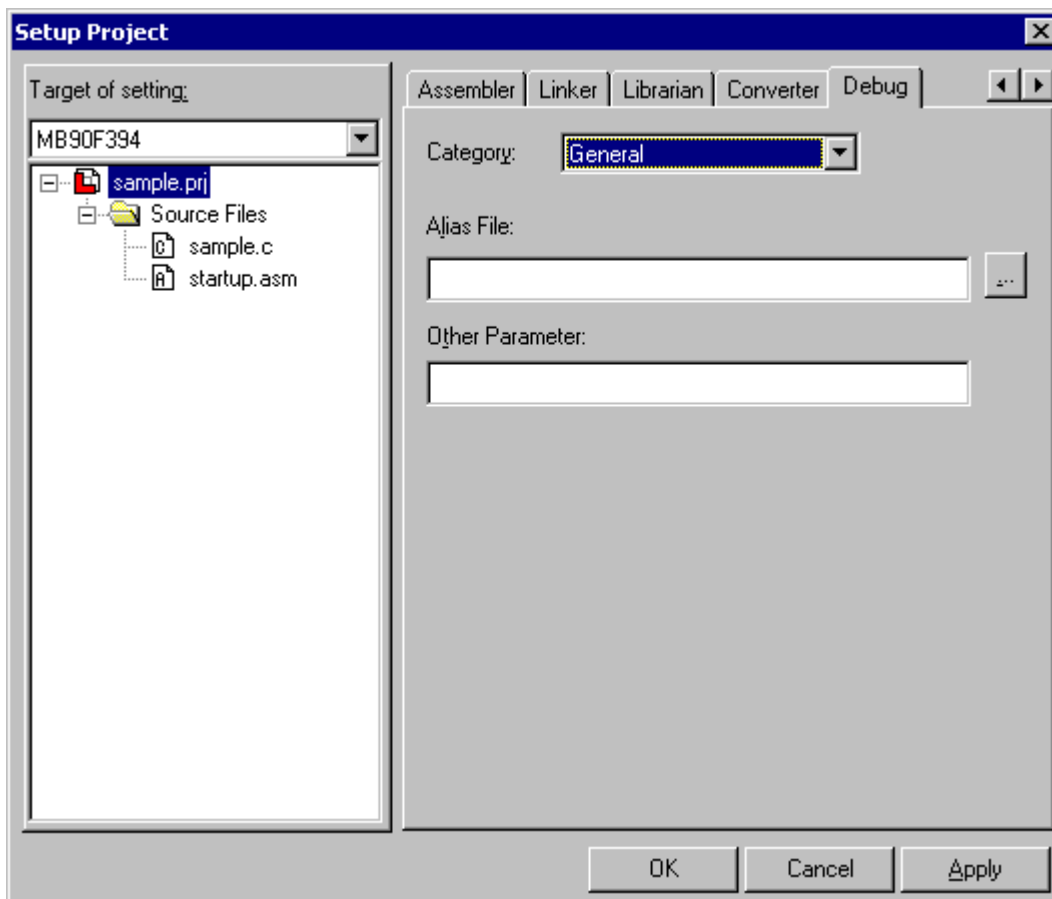 Setup Project
Target of setting:
MB90F394
sample.prj
Source Files
sample.c
startup.asm
Assembler
Linker
Librarian
Converter
Debug
Category:
General
Alias File:
...
Other Parameter:
OK
Cancel
Apply